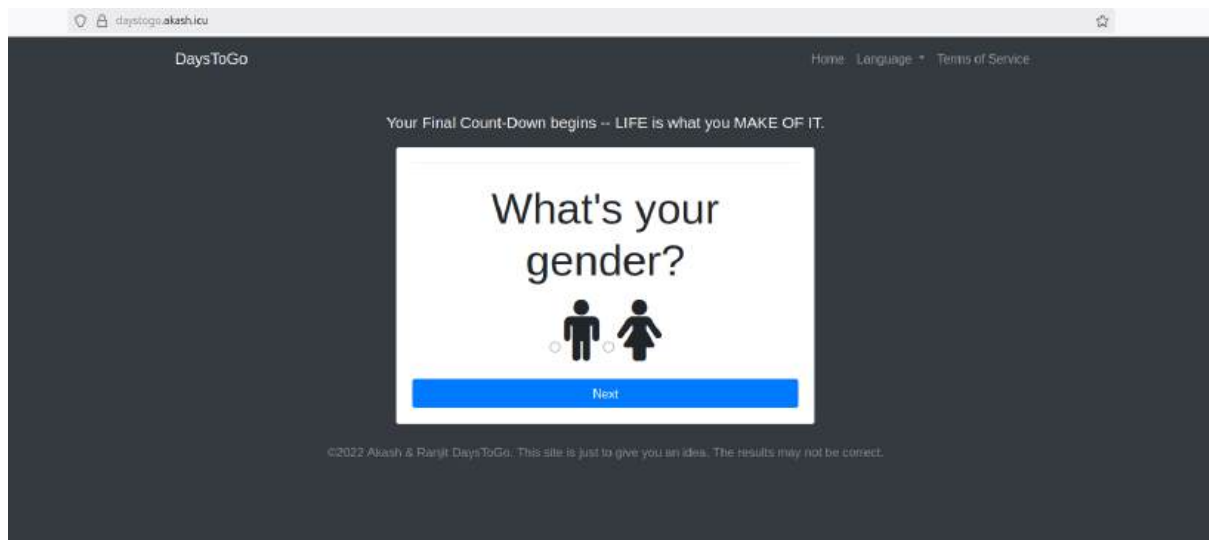 daystogo.akash.icu
DaysToGo
Home Language Terms of Service
Your Final Count-Down begins -- LIFE is what you MAKE OF IT.
What's your
gender?
Next
©2022 Akash & Ranjit DaysToGo. This site is just to give you an idea. The results may not be correct.